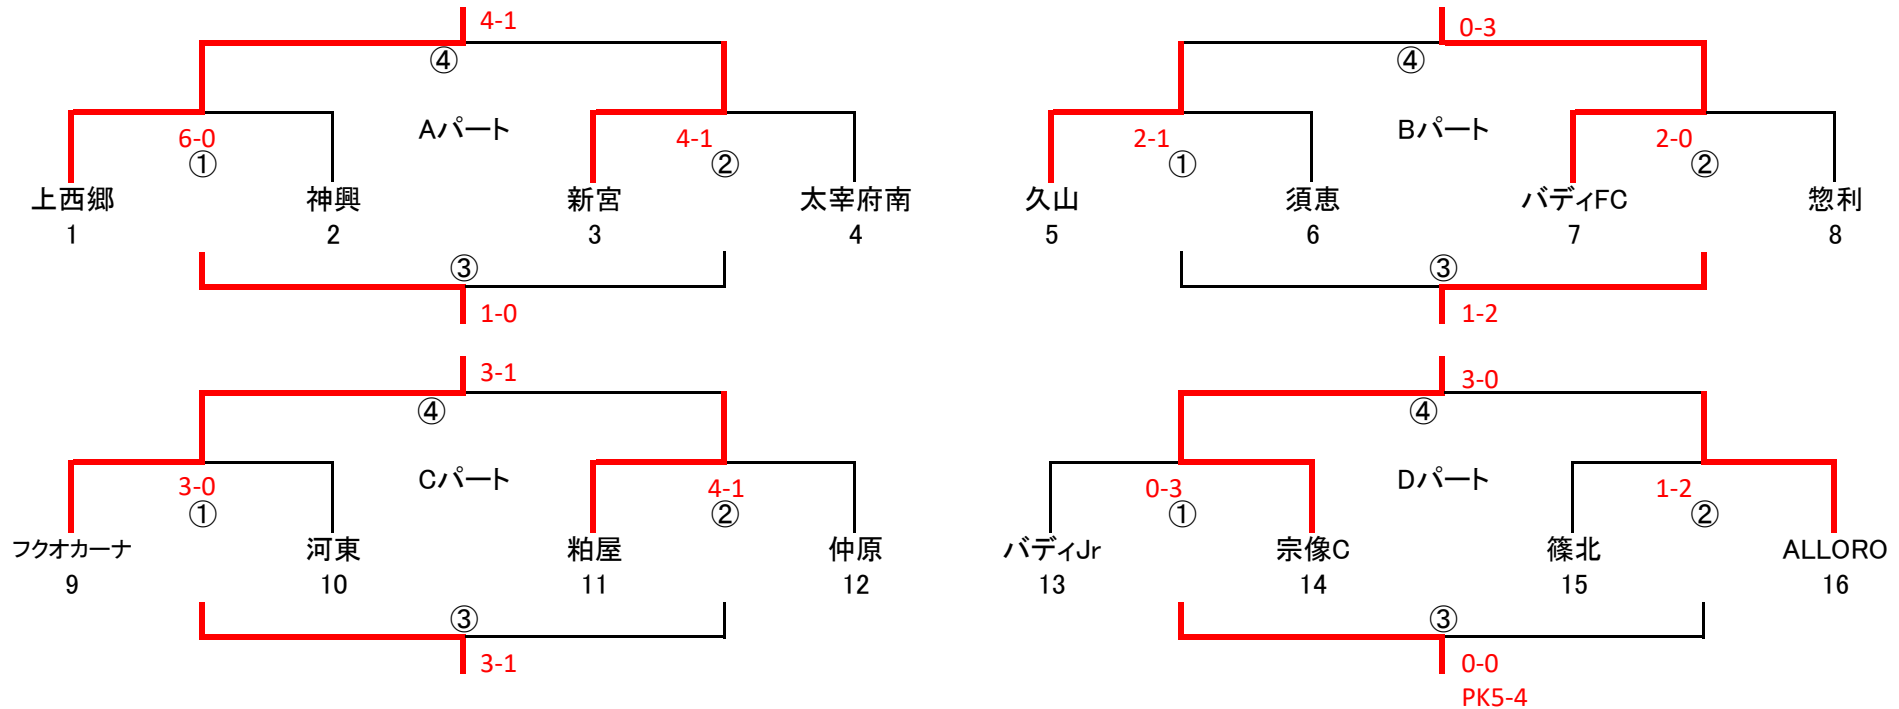 4-1
④
Aパート
6-0
①
4-1
②
上西郷
神興
新宮
太宰府南
1
2
3
4
③
1-0
0-3
④
Bパート
2-1
①
2-0
②
久山
須恵
バディFC
惣利
5
6
7
8
③
1-2
3-1
④
Cパート
3-0
①
4-1
②
フクオカーナ
河東
粕屋
仲原
9
10
11
12
③
3-1
3-0
④
Dパート
0-3
①
1-2
②
バディJr
宗像C
篠北
ALLORO
13
14
15
16
③
0-0
PK5-4